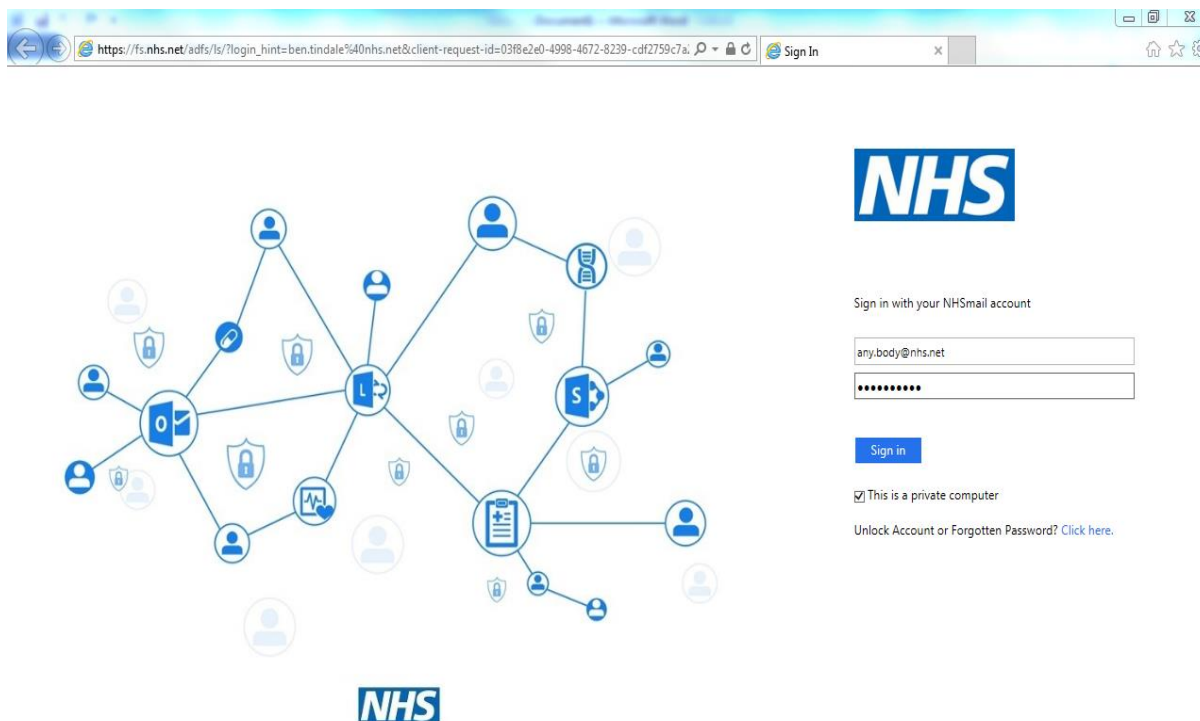 https://fs.nhs.net/adfs/ls/?login_hint=ben.tindale%40nhs.net&client-request-id=03f8e2e0-4998-4672-8239-cdf2759c7a
Sign In
NHS
Sign in with your NHSmail account
any.body@nhs.net
••••••••••
Sign in
This is a private computer
Unlock Account or Forgotten Password? Click here.
O
L
S
NHS